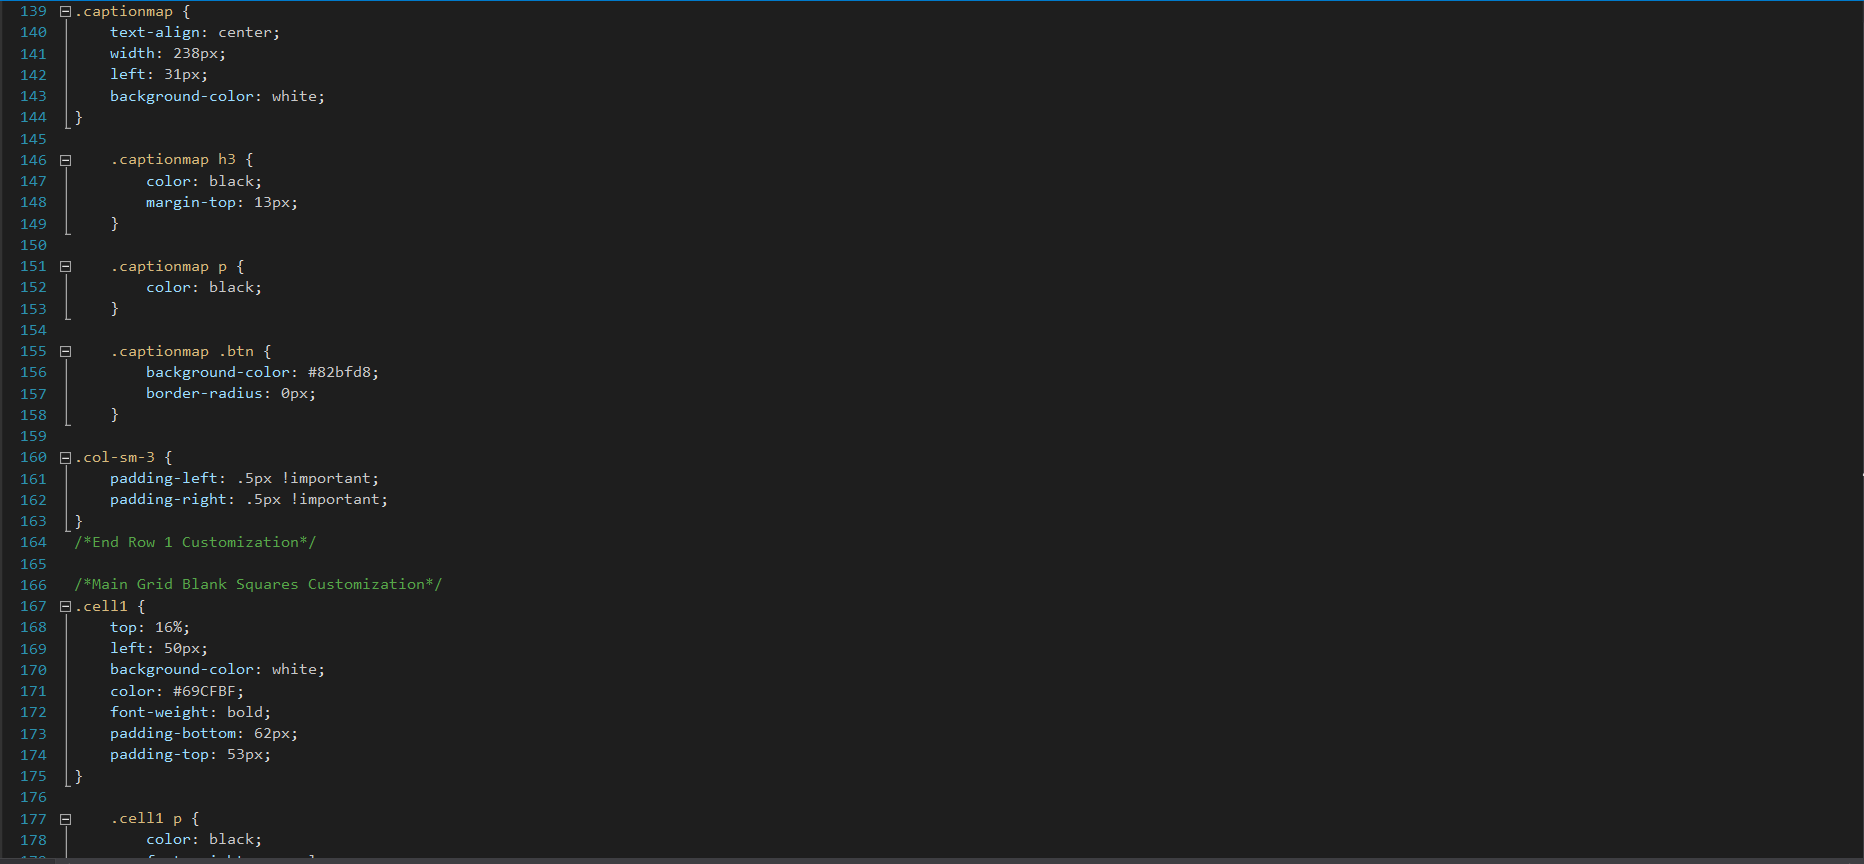 139 .captionmap {
140     text-align: center;
141     width: 238px;
142     left: 31px;
143     background-color: white;
144 }
145
146     .captionmap h3 {
147         color: black;
148         margin-top: 13px;
149     }
150
151     .captionmap p {
152         color: black;
153     }
154
155     .captionmap .btn {
156         background-color: #82bfd8;
157         border-radius: 0px;
158     }
159
160 .col-sm-3 {
161     padding-left: .5px !important;
162     padding-right: .5px !important;
163 }
164 /*End Row 1 Customization*/
165
166 /*Main Grid Blank Squares Customization*/
167 .cell1 {
168     top: 16%;
169     left: 50px;
170     background-color: white;
171     color: #69CFBF;
172     font-weight: bold;
173     padding-bottom: 62px;
174     padding-top: 53px;
175 }
176
177     .cell1 p {
178         color: black;